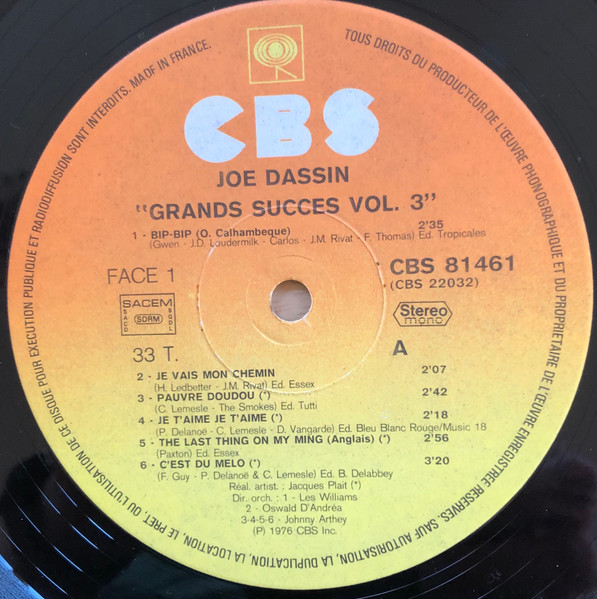 TOUS DROITS DU PRODUCTEUR DE L'ŒUVRE PHONOGRAPHIQUE ET DU PROPRIETAIRE DE L'ŒUVRE ENREGISTREE RESERVES. SAUF AUTORISATION, LA DUPLICATION, LA LOCATION, LE PRET, OU L'UTILISATION DE CE DISQUE POUR EXECUTION PUBLIQUE ET RADIODIFFUSION SONT INTERDITS. MADE IN FRANCE.
CBS
JOE DASSIN
"GRANDS SUCCES VOL. 3"
1 - BIP-BIP (O. Calhambeque) 2'35
(Gwen - J.D. Loudermilk - Carlos - J.M. Rivat - F. Thomas) Ed. Tropicales
FACE 1
CBS 81461
(CBS 22032)
SACEM
SACD SDRM SGDL
Stereo
mono
33 T.
A
2 - JE VAIS MON CHEMIN 2'07
(H. Ledbetter - J.M. Rivat) Ed. Essex
3 - PAUVRE DOUDOU (*) 2'42
(C. Lemesle - The Smokes) Ed. Tutti
4 - JE T'AIME JE T'AIME (*) 2'18
(P. Delanoë - C. Lemesle - D. Vangarde) Ed. Bleu Blanc Rouge/Music 18
5 - THE LAST THING ON MY MING (Anglais) (*) 2'56
(Paxton) Ed. Essex
6 - C'EST DU MELO (*) 3'20
(F. Guy - P. Delanoë & C. Lemesle) Ed. B. Delabbey
Réal. artist. : Jacques Plait (*)
Dir. orch. : 1 - Les Williams
2 - Oswald D'Andréa
3-4-5-6 - Johnny Arthey
(P) 1976 CBS Inc.